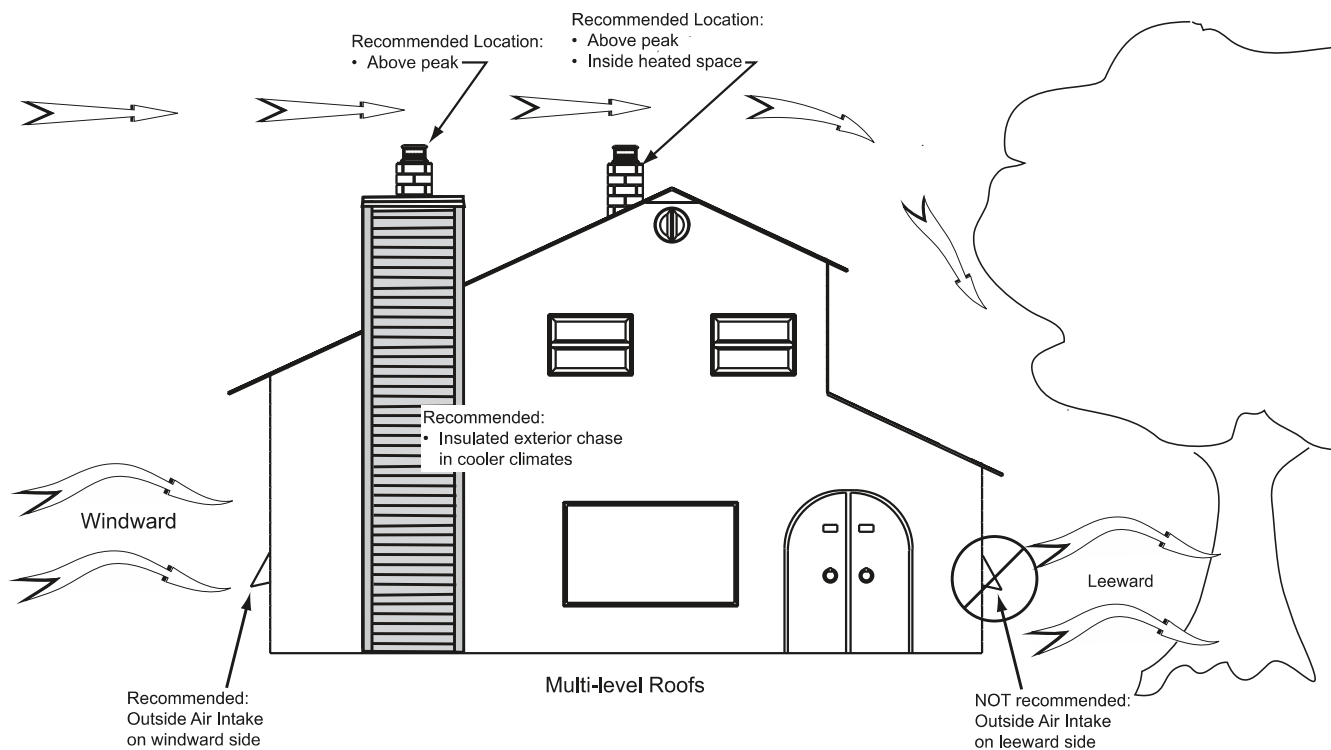 Recommended Location:
• Above peak
Recommended Location:
• Above peak
• Inside heated space
Recommended:
• Insulated exterior chase
in cooler climates
Windward
Leeward
Recommended:
Outside Air Intake
on windward side
Multi-level Roofs
NOT recommended:
Outside Air Intake
on leeward side